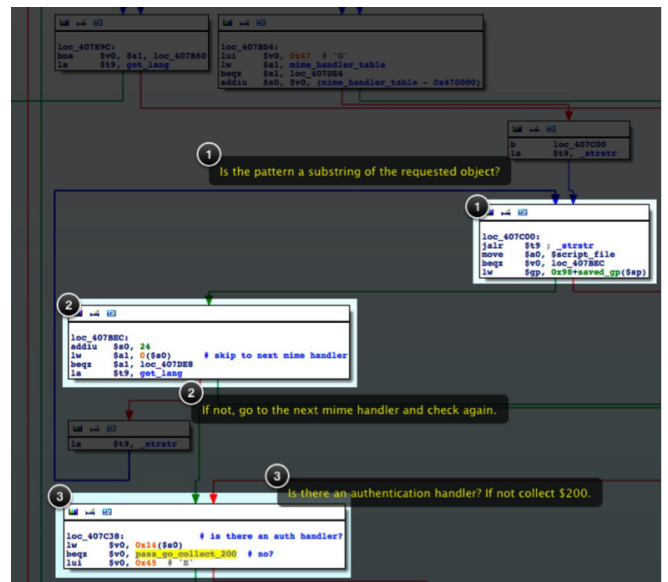 loc_407E9C:
bne $v0, $s1, loc_407B60
la $t9, get_lang
loc_407BD4:
lui $v0, 0x47 # 'G'
lw $a1, mime_handler_table
beqz $a1, loc_407DE4
addiu $s0, $v0, (mime_handler_table - 0x470000)
b loc_407C00
la $t9, _strstr
1
Is the pattern a substring of the requested object?
1
loc_407C00:
jalr $t9 ; _strstr
move $a0, $script_file
beqz $v0, loc_407BEC
lw $gp, 0x98+saved_gp($sp)
2
loc_407BEC:
addiu $s0, 24
lw $a1, 0($s0) # skip to next mime handler
beqz $a1, loc_407DE8
la $t9, get_lang
2
If not, go to the next mime handler and check again.
la $t9, _strstr
3
Is there an authentication handler? If not collect $200.
3
loc_407C38: # is there an auth handler?
lw $v0, 0x14($s0)
beqz $v0, pass_go_collect_200 # no?
lui $v0, 0x45 # 'E'